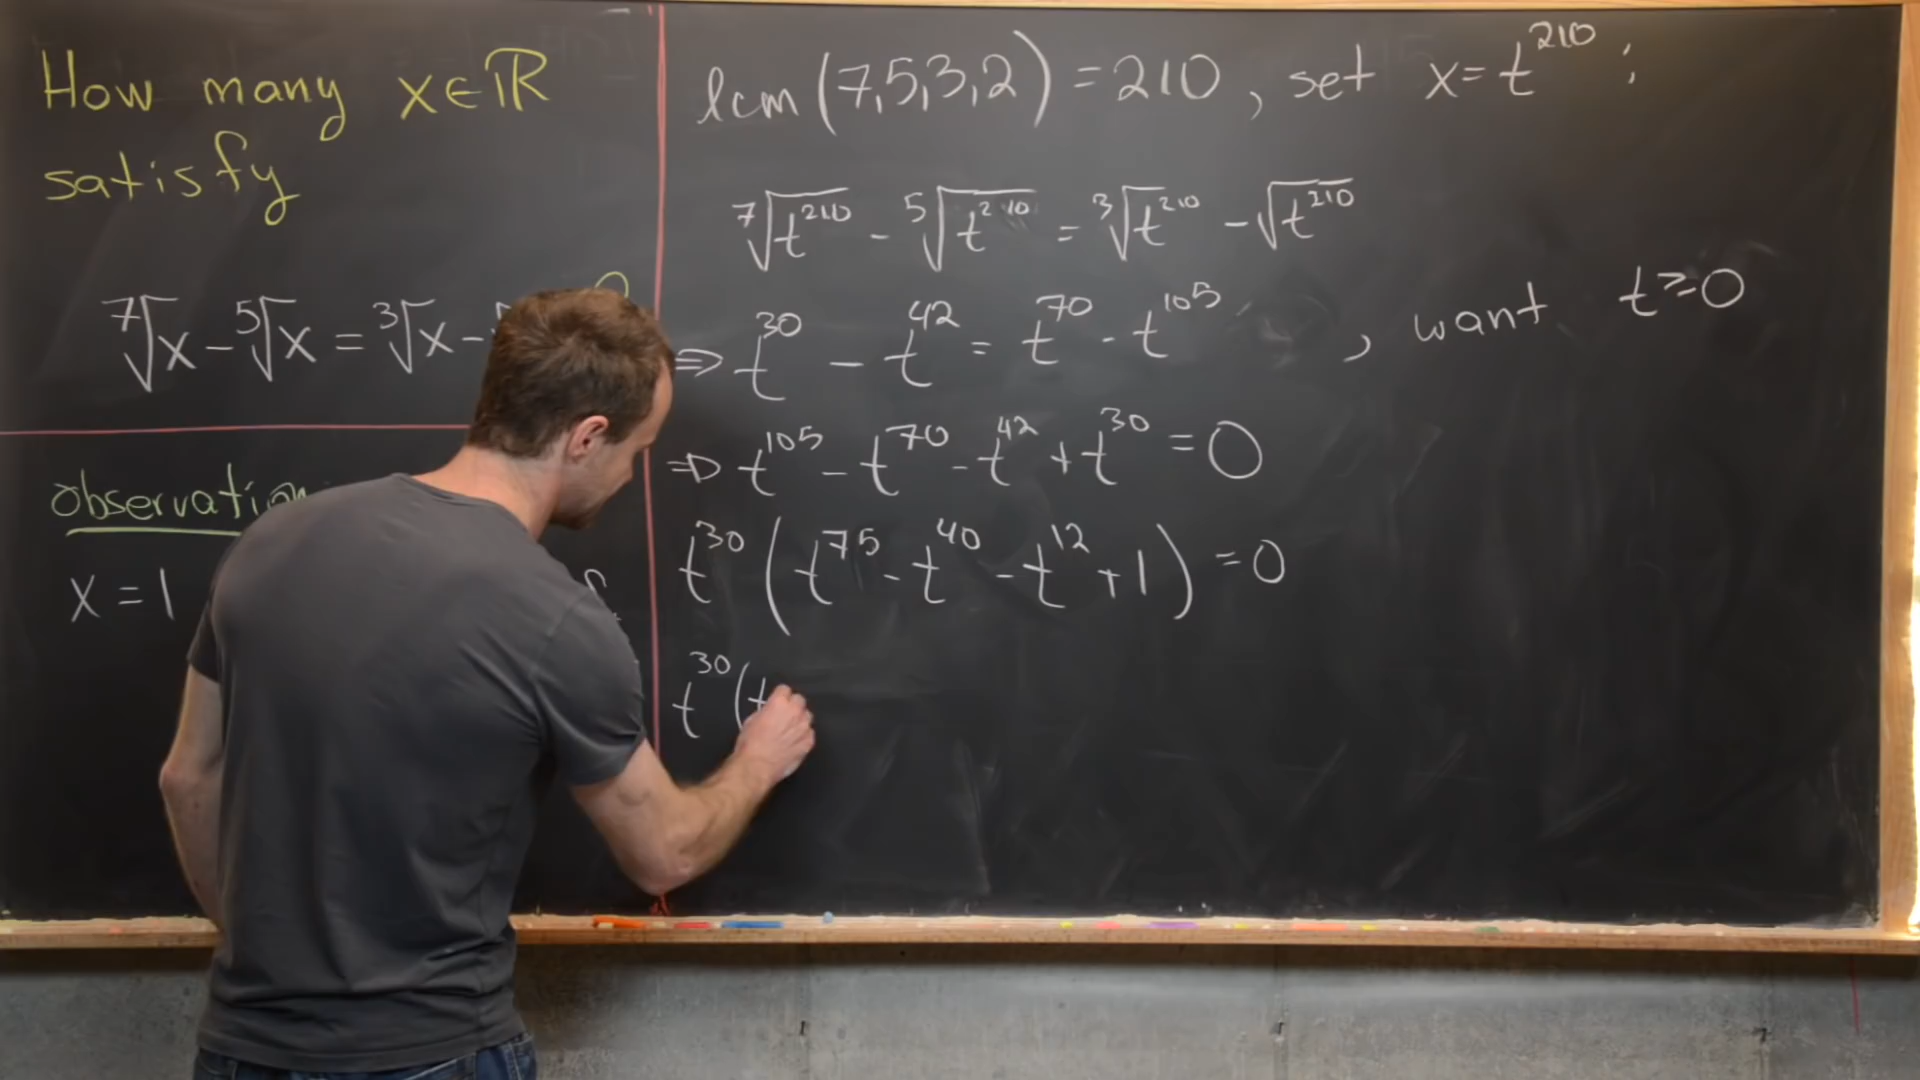 How many x∈ℝ
satisfy
⁷√x - ⁵√x = ³√x -
Observation
x = 1
lcm (7,5,3,2) = 210 , set x = t²¹⁰ ;
⁷√t²¹⁰ - ⁵√t²¹⁰ = ³√t²¹⁰ - √t²¹⁰
⇒ t³⁰ - t⁴² = t⁷⁰ - t¹⁰⁵ , want t ≥ 0
⇒ t¹⁰⁵ - t⁷⁰ - t⁴² + t³⁰ = 0
t³⁰ ( t⁷⁵ - t⁴⁰ - t¹² + 1 ) = 0
t³⁰ ( t